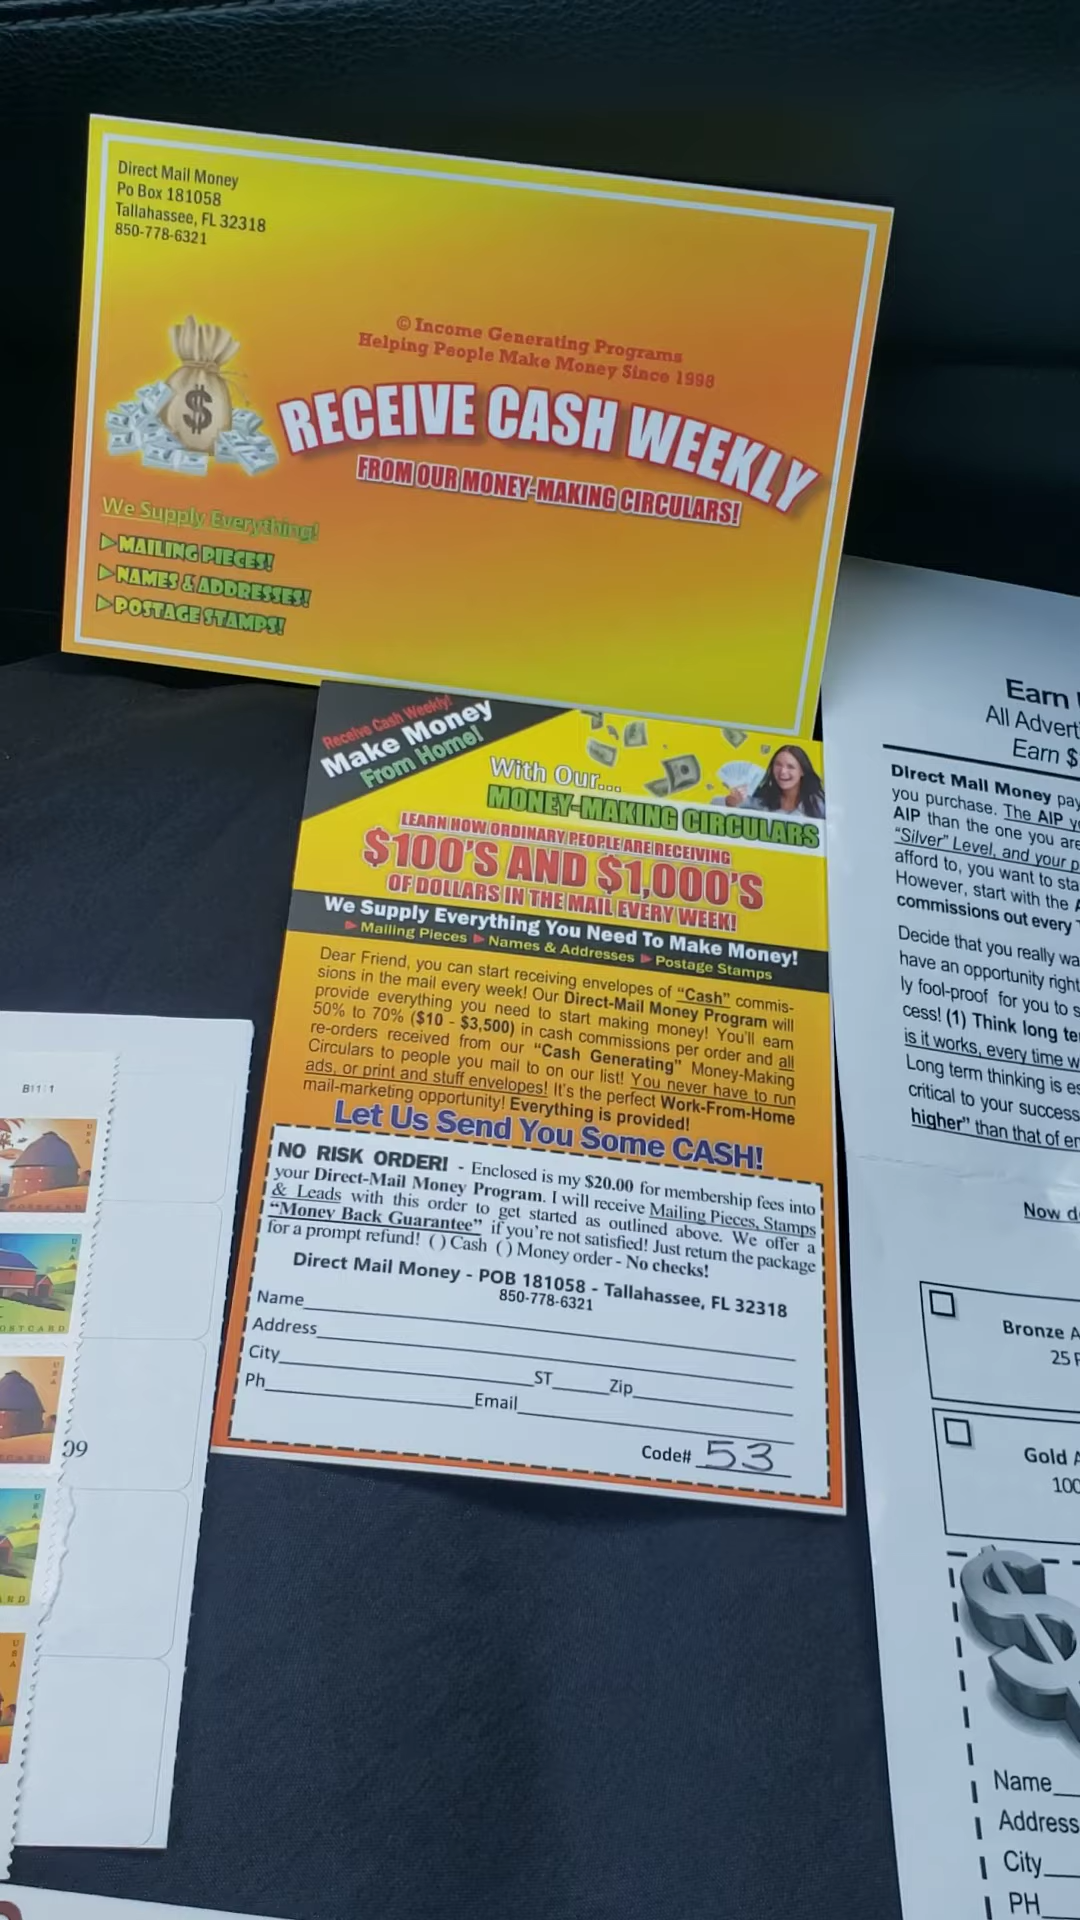 Direct Mail Money
Po Box 181058
Tallahassee, FL 32318
850-778-6321
© Income Generating Programs
Helping People Make Money Since 1998
RECEIVE CASH WEEKLY
FROM OUR MONEY-MAKING CIRCULARS!
We Supply Everything!
MAILING PIECES!
NAMES & ADDRESSES!
POSTAGE STAMPS!
Receive Cash Weekly!
Make Money
From Home!
With Our...
MONEY-MAKING CIRCULARS
LEARN HOW ORDINARY PEOPLE ARE RECEIVING
$100'S AND $1,000'S
OF DOLLARS IN THE MAIL EVERY WEEK!
We Supply Everything You Need To Make Money!
Mailing Pieces Names & Addresses Postage Stamps
Dear Friend, you can start receiving envelopes of "Cash" commis-
sions in the mail every week! Our Direct-Mail Money Program will
provide everything you need to start making money! You'll earn
50% to 70% ($10 - $3,500) in cash commissions per order and all
re-orders received from our "Cash Generating" Money-Making
Circulars to people you mail to on our list! You never have to run
ads, or print and stuff envelopes! It's the perfect Work-From-Home
mail-marketing opportunity! Everything is provided!
Let Us Send You Some CASH!
NO RISK ORDER! - Enclosed is my $20.00 for membership fees into
your Direct-Mail Money Program. I will receive Mailing Pieces, Stamps
& Leads with this order to get started as outlined above. We offer a
"Money Back Guarantee" if you're not satisfied! Just return the package
for a prompt refund! ( ) Cash ( ) Money order - No checks!
Direct Mail Money - POB 181058 - Tallahassee, FL 32318
850-778-6321
Name
Address
City ST Zip
Ph Email
Code# 53
B1111
USA
POSTCARD
USA
POSTCARD
USA
09
USA
USA
Earn
All Advert
Earn $
Direct Mail Money pay
you purchase. The AIP
AIP than the one you are
"Silver" Level, and your p
afford to, you want to sta
However, start with the
commissions out every
Decide that you really wa
have an opportunity right
ly fool-proof for you to s
cess! (1) Think long te
is it works, every time w
Long term thinking is es
critical to your success
higher" than that of en
Now d
Bronze A
25
Gold A
100
Name
Address
City
PH